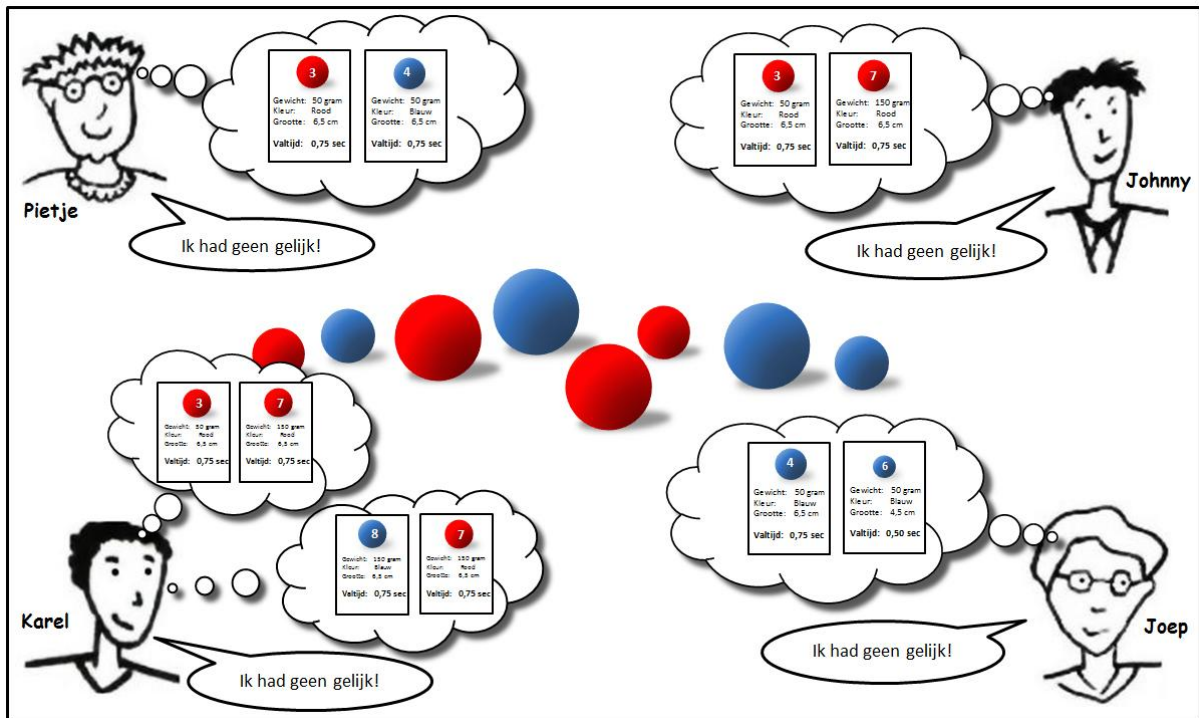 3
Gewicht: 50 gram
Kleur: Rood
Grootte: 6,5 cm
Valtijd: 0,75 sec
4
Gewicht: 50 gram
Kleur: Blauw
Grootte: 6,5 cm
Valtijd: 0,75 sec
Pietje
Ik had geen gelijk!
3
Gewicht: 50 gram
Kleur: Rood
Grootte: 6,5 cm
Valtijd: 0,75 sec
7
Gewicht: 150 gram
Kleur: Rood
Grootte: 6,5 cm
Valtijd: 0,75 sec
Johnny
Ik had geen gelijk!
3
Gewicht: 50 gram
Kleur: Rood
Grootte: 6,5 cm
Valtijd: 0,75 sec
7
Gewicht: 150 gram
Kleur: Rood
Grootte: 6,5 cm
Valtijd: 0,75 sec
8
Gewicht: 150 gram
Kleur: Blauw
Grootte: 6,5 cm
Valtijd: 0,75 sec
7
Gewicht: 150 gram
Kleur: Rood
Grootte: 6,5 cm
Valtijd: 0,75 sec
Karel
Ik had geen gelijk!
4
Gewicht: 50 gram
Kleur: Blauw
Grootte: 6,5 cm
Valtijd: 0,75 sec
6
Gewicht: 50 gram
Kleur: Blauw
Grootte: 4,5 cm
Valtijd: 0,50 sec
Joep
Ik had geen gelijk!